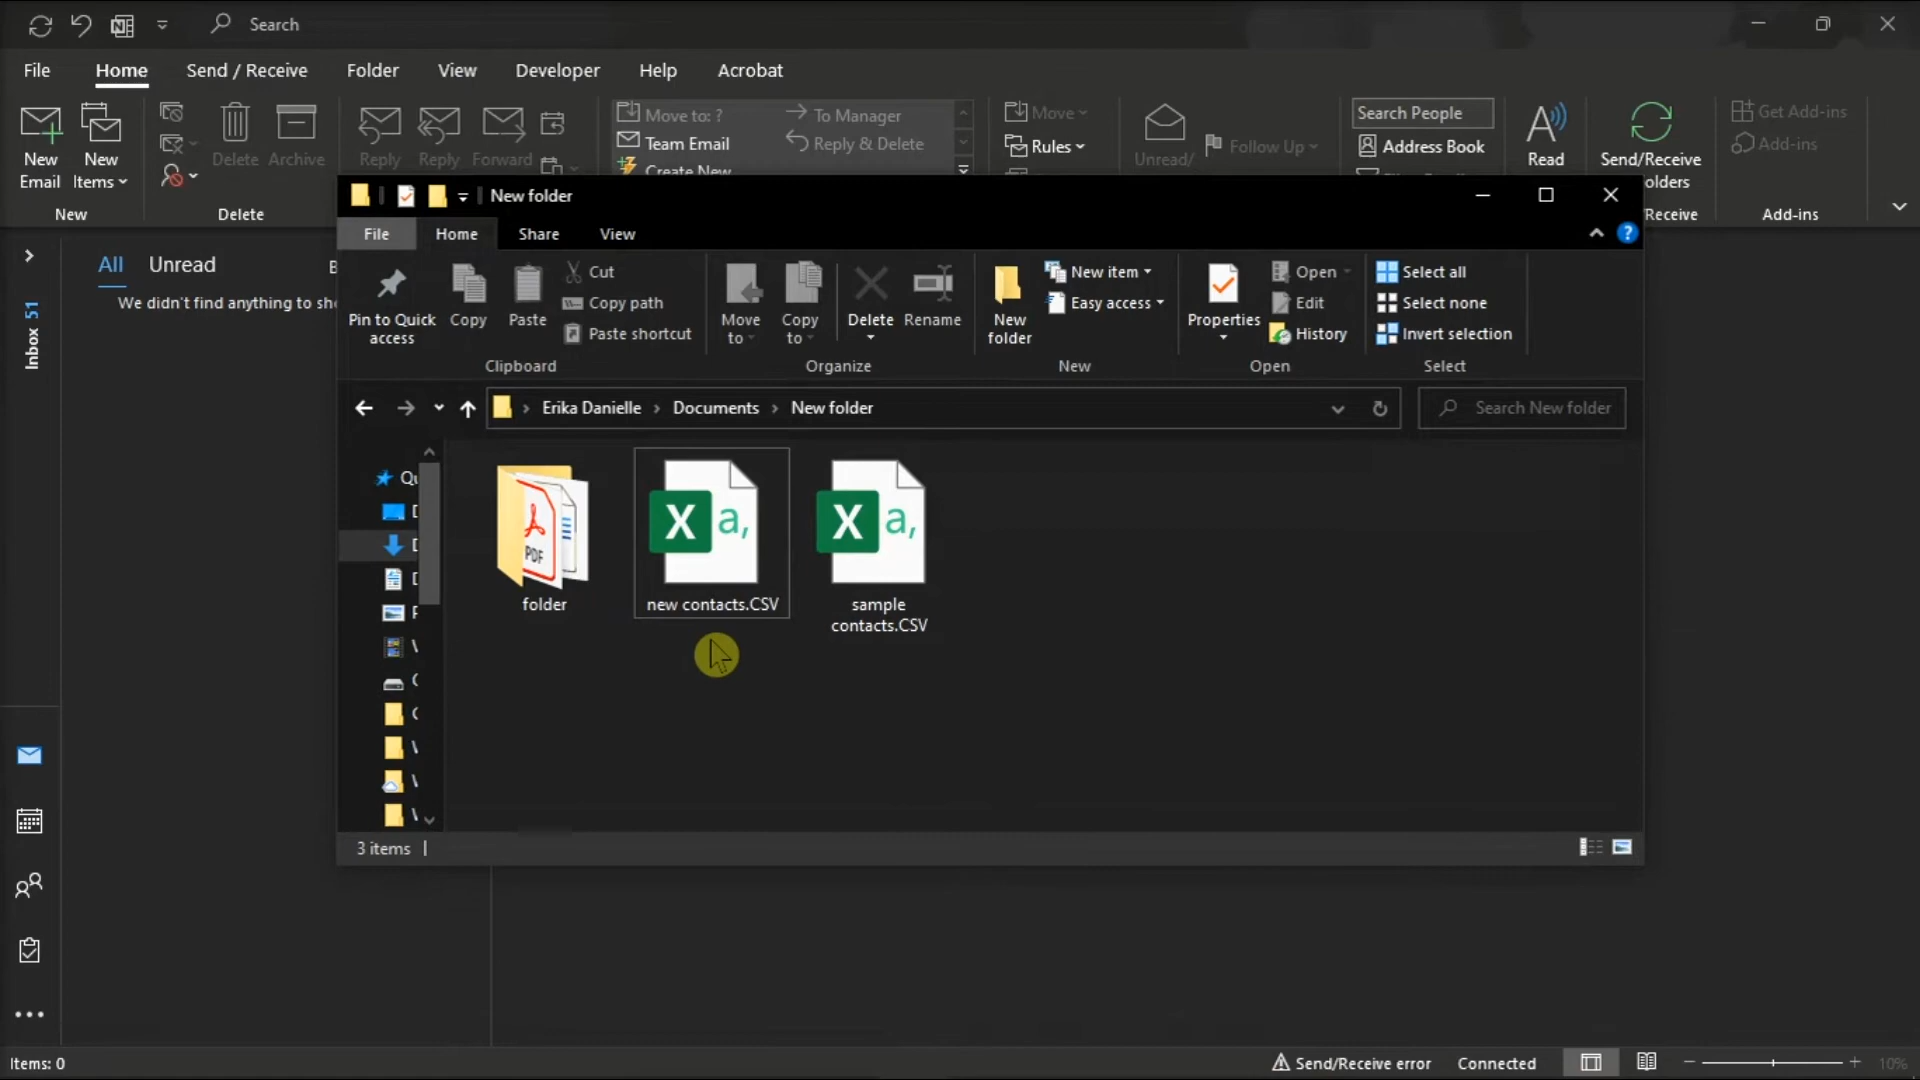 Search
File Home Send / Receive Folder View Developer Help Acrobat
New Email
New Items
Delete
Archive
Reply
Reply
Forward
Move to: ?
To Manager
Team Email
Reply & Delete
Create New
Move
Rules
Unread/
Follow Up
Search People
Address Book
Read
Send/Receive
olders
Get Add-ins
Add-ins
New
Delete
Receive
Add-ins
New folder
File Home Share View
Pin to Quick access
Copy
Paste
Cut
Copy path
Paste shortcut
Move to
Copy to
Delete
Rename
New folder
New item
Easy access
Properties
Open
Edit
History
Select all
Select none
Invert selection
Clipboard
Organize
New
Open
Select
Erika Danielle > Documents > New folder
Search New folder
All Unread
We didn't find anything to sh
Inbox 51
Qu
PDF
X a,
X a,
folder
new contacts.CSV
sample
contacts.CSV
3 items
Items: 0
Send/Receive error
Connected
10%